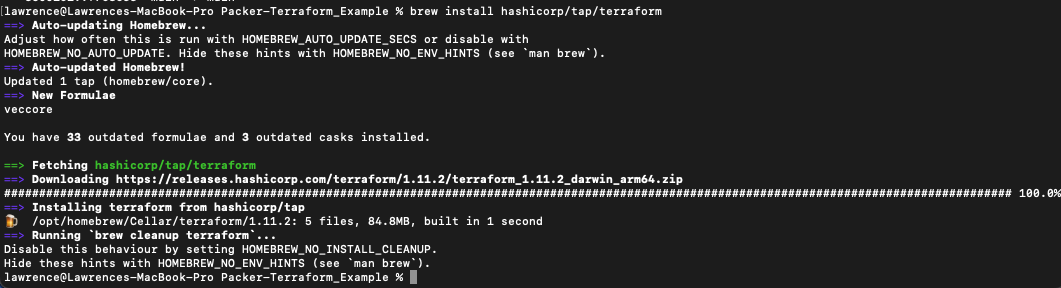 lawrence@Lawrences-MacBook-Pro Packer-Terraform_Example % brew install hashicorp/tap/terraform
==> Auto-updating Homebrew...
Adjust how often this is run with HOMEBREW_AUTO_UPDATE_SECS or disable with
HOMEBREW_NO_AUTO_UPDATE. Hide these hints with HOMEBREW_NO_ENV_HINTS (see `man brew`).
==> Auto-updated Homebrew!
Updated 1 tap (homebrew/core).
==> New Formulae
veccore
You have 33 outdated formulae and 3 outdated casks installed.
==> Fetching hashicorp/tap/terraform
==> Downloading https://releases.hashicorp.com/terraform/1.11.2/terraform_1.11.2_darwin_arm64.zip
######################################################################################################################################################## 100.0%
==> Installing terraform from hashicorp/tap
🍺  /opt/homebrew/Cellar/terraform/1.11.2: 5 files, 84.8MB, built in 1 second
==> Running `brew cleanup terraform`...
Disable this behaviour by setting HOMEBREW_NO_INSTALL_CLEANUP.
Hide these hints with HOMEBREW_NO_ENV_HINTS (see `man brew`).
lawrence@Lawrences-MacBook-Pro Packer-Terraform_Example %